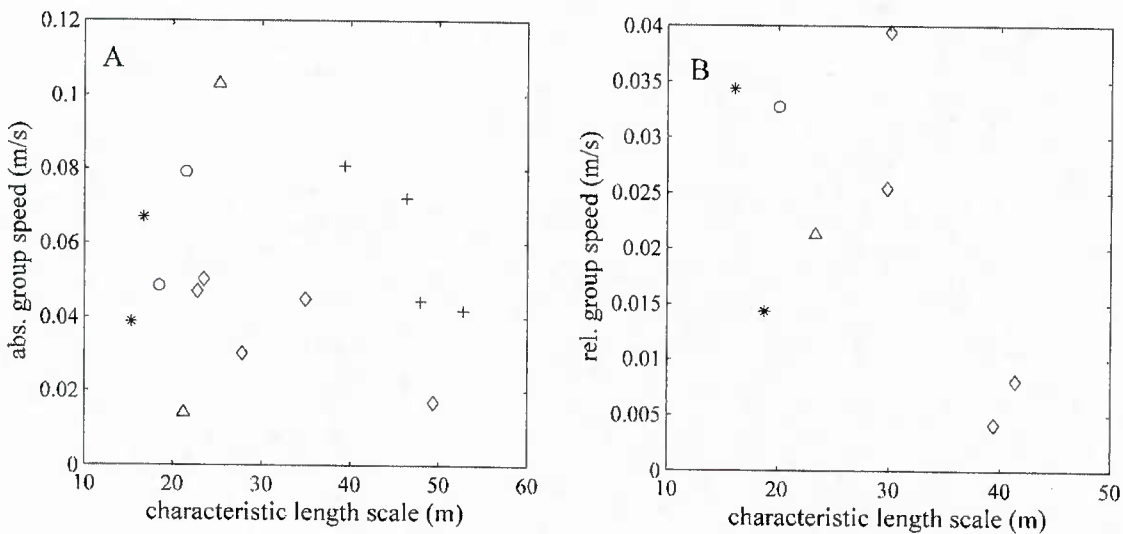 A
abs. group speed (m/s)
0.12
0.1
0.08
0.06
0.04
0.02
0
10 20 30 40 50 60
characteristic length scale (m)
B
rel. group speed (m/s)
0.04
0.035
0.03
0.025
0.02
0.015
0.01
0.005
0
10 20 30 40 50
characteristic length scale (m)